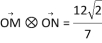 OM⃗ ⊗ ON⃗ = 12√2 / 7